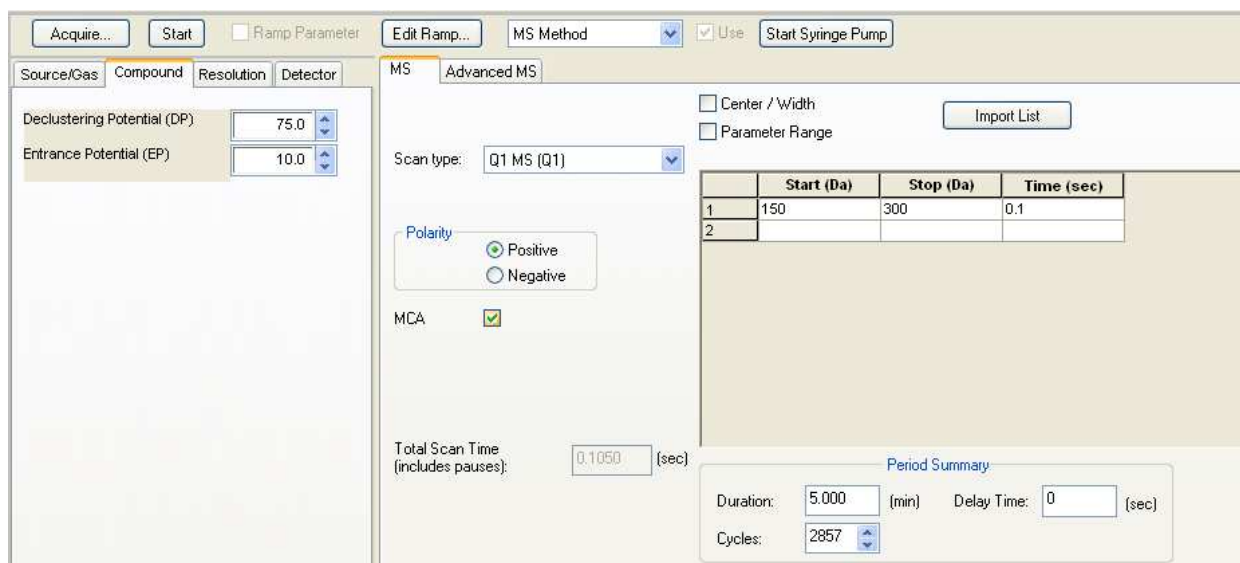 Acquire... Start Ramp Parameter Edit Ramp... MS Method Use Start Syringe Pump
Source/Gas Compound Resolution Detector
Declustering Potential (DP) 75.0
Entrance Potential (EP) 10.0
MS Advanced MS
Center / Width
Parameter Range
Import List
Scan type: Q1 MS (Q1)
Start (Da) Stop (Da) Time (sec)
1 150 300 0.1
2
Polarity
Positive
Negative
MCA
Total Scan Time
(includes pauses): 0.1050 (sec)
Period Summary
Duration: 5.000 (min) Delay Time: 0 (sec)
Cycles: 2857